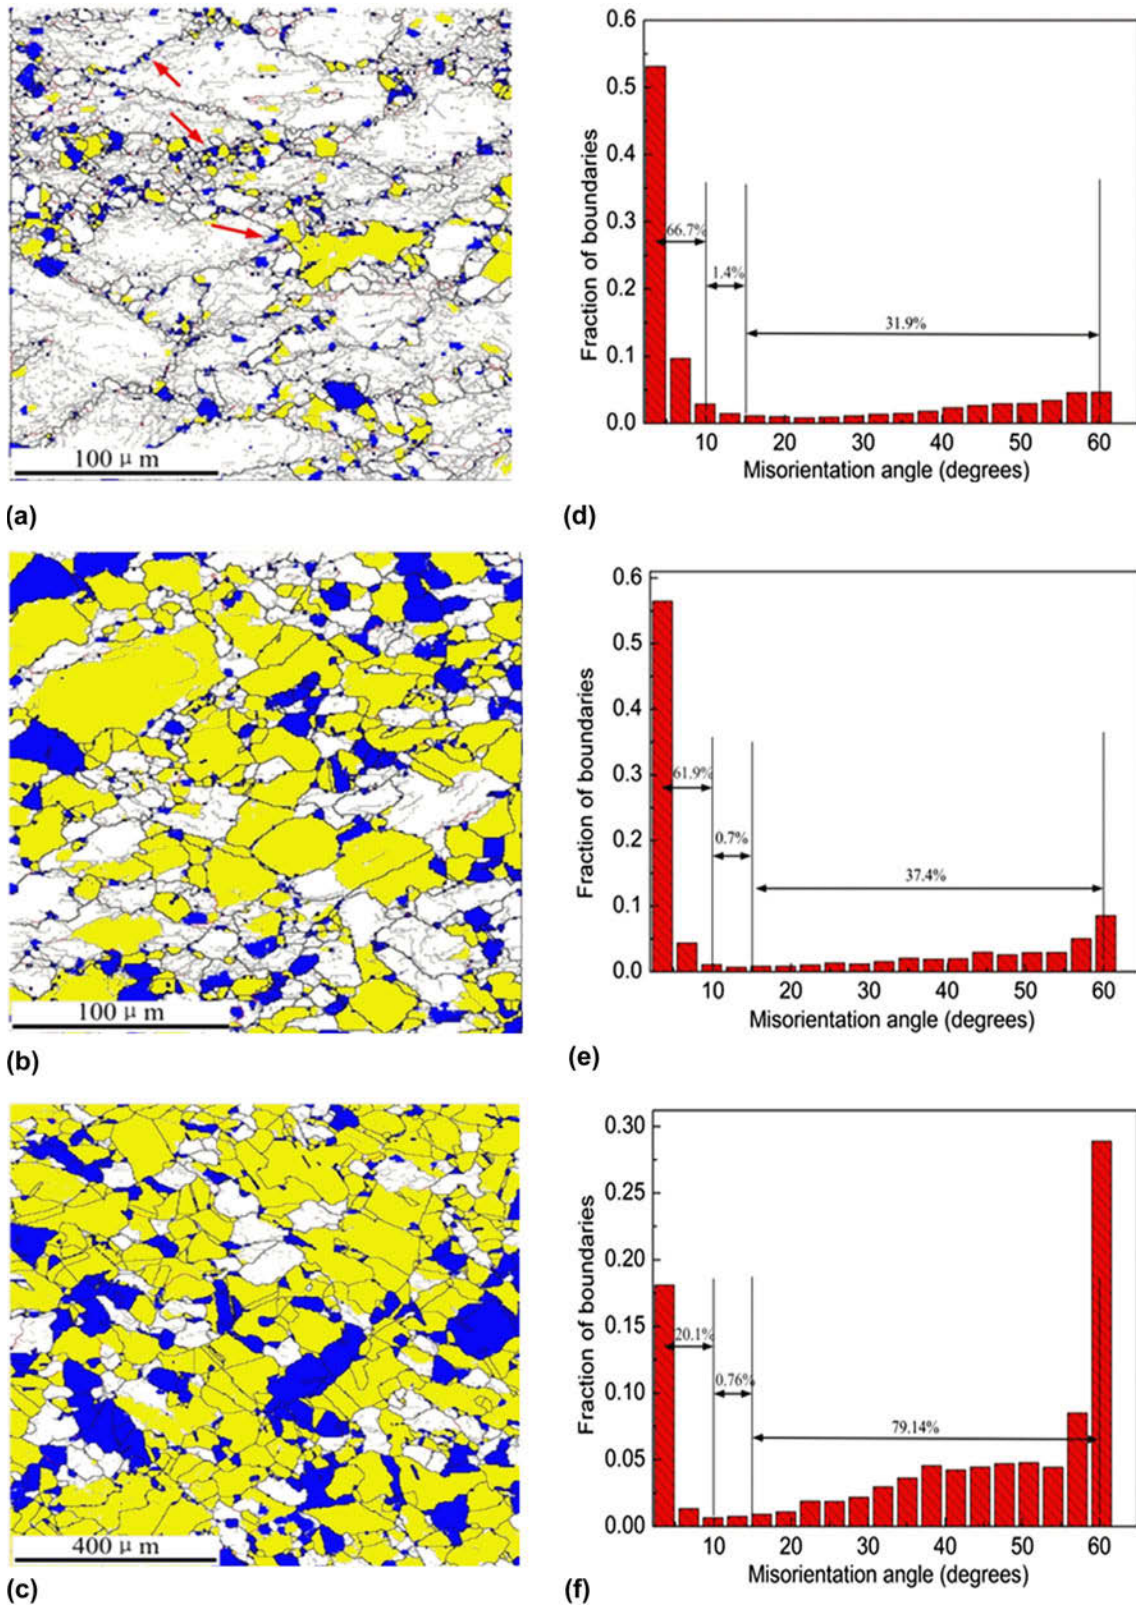 100 μ m
(a)
0.6
0.5
0.4
0.3
0.2
0.1
0.0
Fraction of boundaries
66.7%
1.4%
31.9%
10 20 30 40 50 60
Misorientation angle (degrees)
(d)
100 μ m
(b)
0.6
0.5
0.4
0.3
0.2
0.1
0.0
Fraction of boundaries
61.9%
0.7%
37.4%
10 20 30 40 50 60
Misorientation angle (degrees)
(e)
400 μ m
(c)
0.30
0.25
0.20
0.15
0.10
0.05
0.00
Fraction of boundaries
20.1%
0.76%
79.14%
10 20 30 40 50 60
Misorientation angle (degrees)
(f)